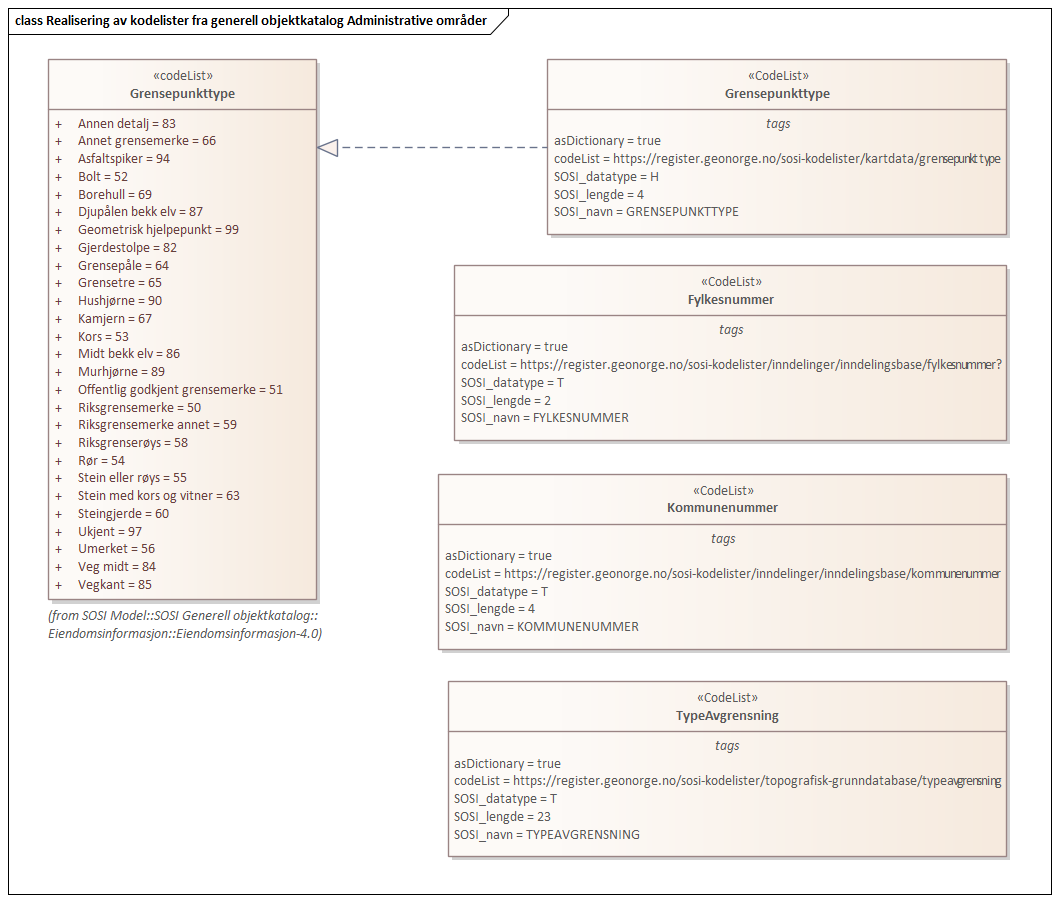 class Realisering av kodelister fra generell objektkatalog Administrative områder
«codeList»
Grensepunkttype
+ Annen detalj = 83
+ Annet grensemerke = 66
+ Asfaltspiker = 94
+ Bolt = 52
+ Borehull = 69
+ Djupålen bekk elv = 87
+ Geometrisk hjelpepunkt = 99
+ Gjerdestolpe = 82
+ Grensepåle = 64
+ Grensetre = 65
+ Hushjørne = 90
+ Kamjern = 67
+ Kors = 53
+ Midt bekk elv = 86
+ Murhjørne = 89
+ Offentlig godkjent grensemerke = 51
+ Riksgrensemerke = 50
+ Riksgrensemerke annet = 59
+ Riksgrenserøys = 58
+ Rør = 54
+ Stein eller røys = 55
+ Stein med kors og vitner = 63
+ Steingjerde = 60
+ Ukjent = 97
+ Umerket = 56
+ Veg midt = 84
+ Vegkant = 85
(from SOSI Model::SOSI Generell objektkatalog::
Eiendomsinformasjon::Eiendomsinformasjon-4.0)
«CodeList»
Grensepunkttype
tags
asDictionary = true
codeList = https://register.geonorge.no/sosi-kodelister/kartdata/grensepunkttype
SOSI_datatype = H
SOSI_lengde = 4
SOSI_navn = GRENSEPUNKTTYPE
«CodeList»
Fylkesnummer
tags
asDictionary = true
codeList = https://register.geonorge.no/sosi-kodelister/inndelinger/inndelingsbase/fylkesnummer?
SOSI_datatype = T
SOSI_lengde = 2
SOSI_navn = FYLKESNUMMER
«CodeList»
Kommunenummer
tags
asDictionary = true
codeList = https://register.geonorge.no/sosi-kodelister/inndelinger/inndelingsbase/kommunenummer
SOSI_datatype = T
SOSI_lengde = 4
SOSI_navn = KOMMUNENUMMER
«CodeList»
TypeAvgrensning
tags
asDictionary = true
codeList = https://register.geonorge.no/sosi-kodelister/topografisk-grunndatabase/typeavgrensning
SOSI_datatype = T
SOSI_lengde = 23
SOSI_navn = TYPEAVGRENSNING